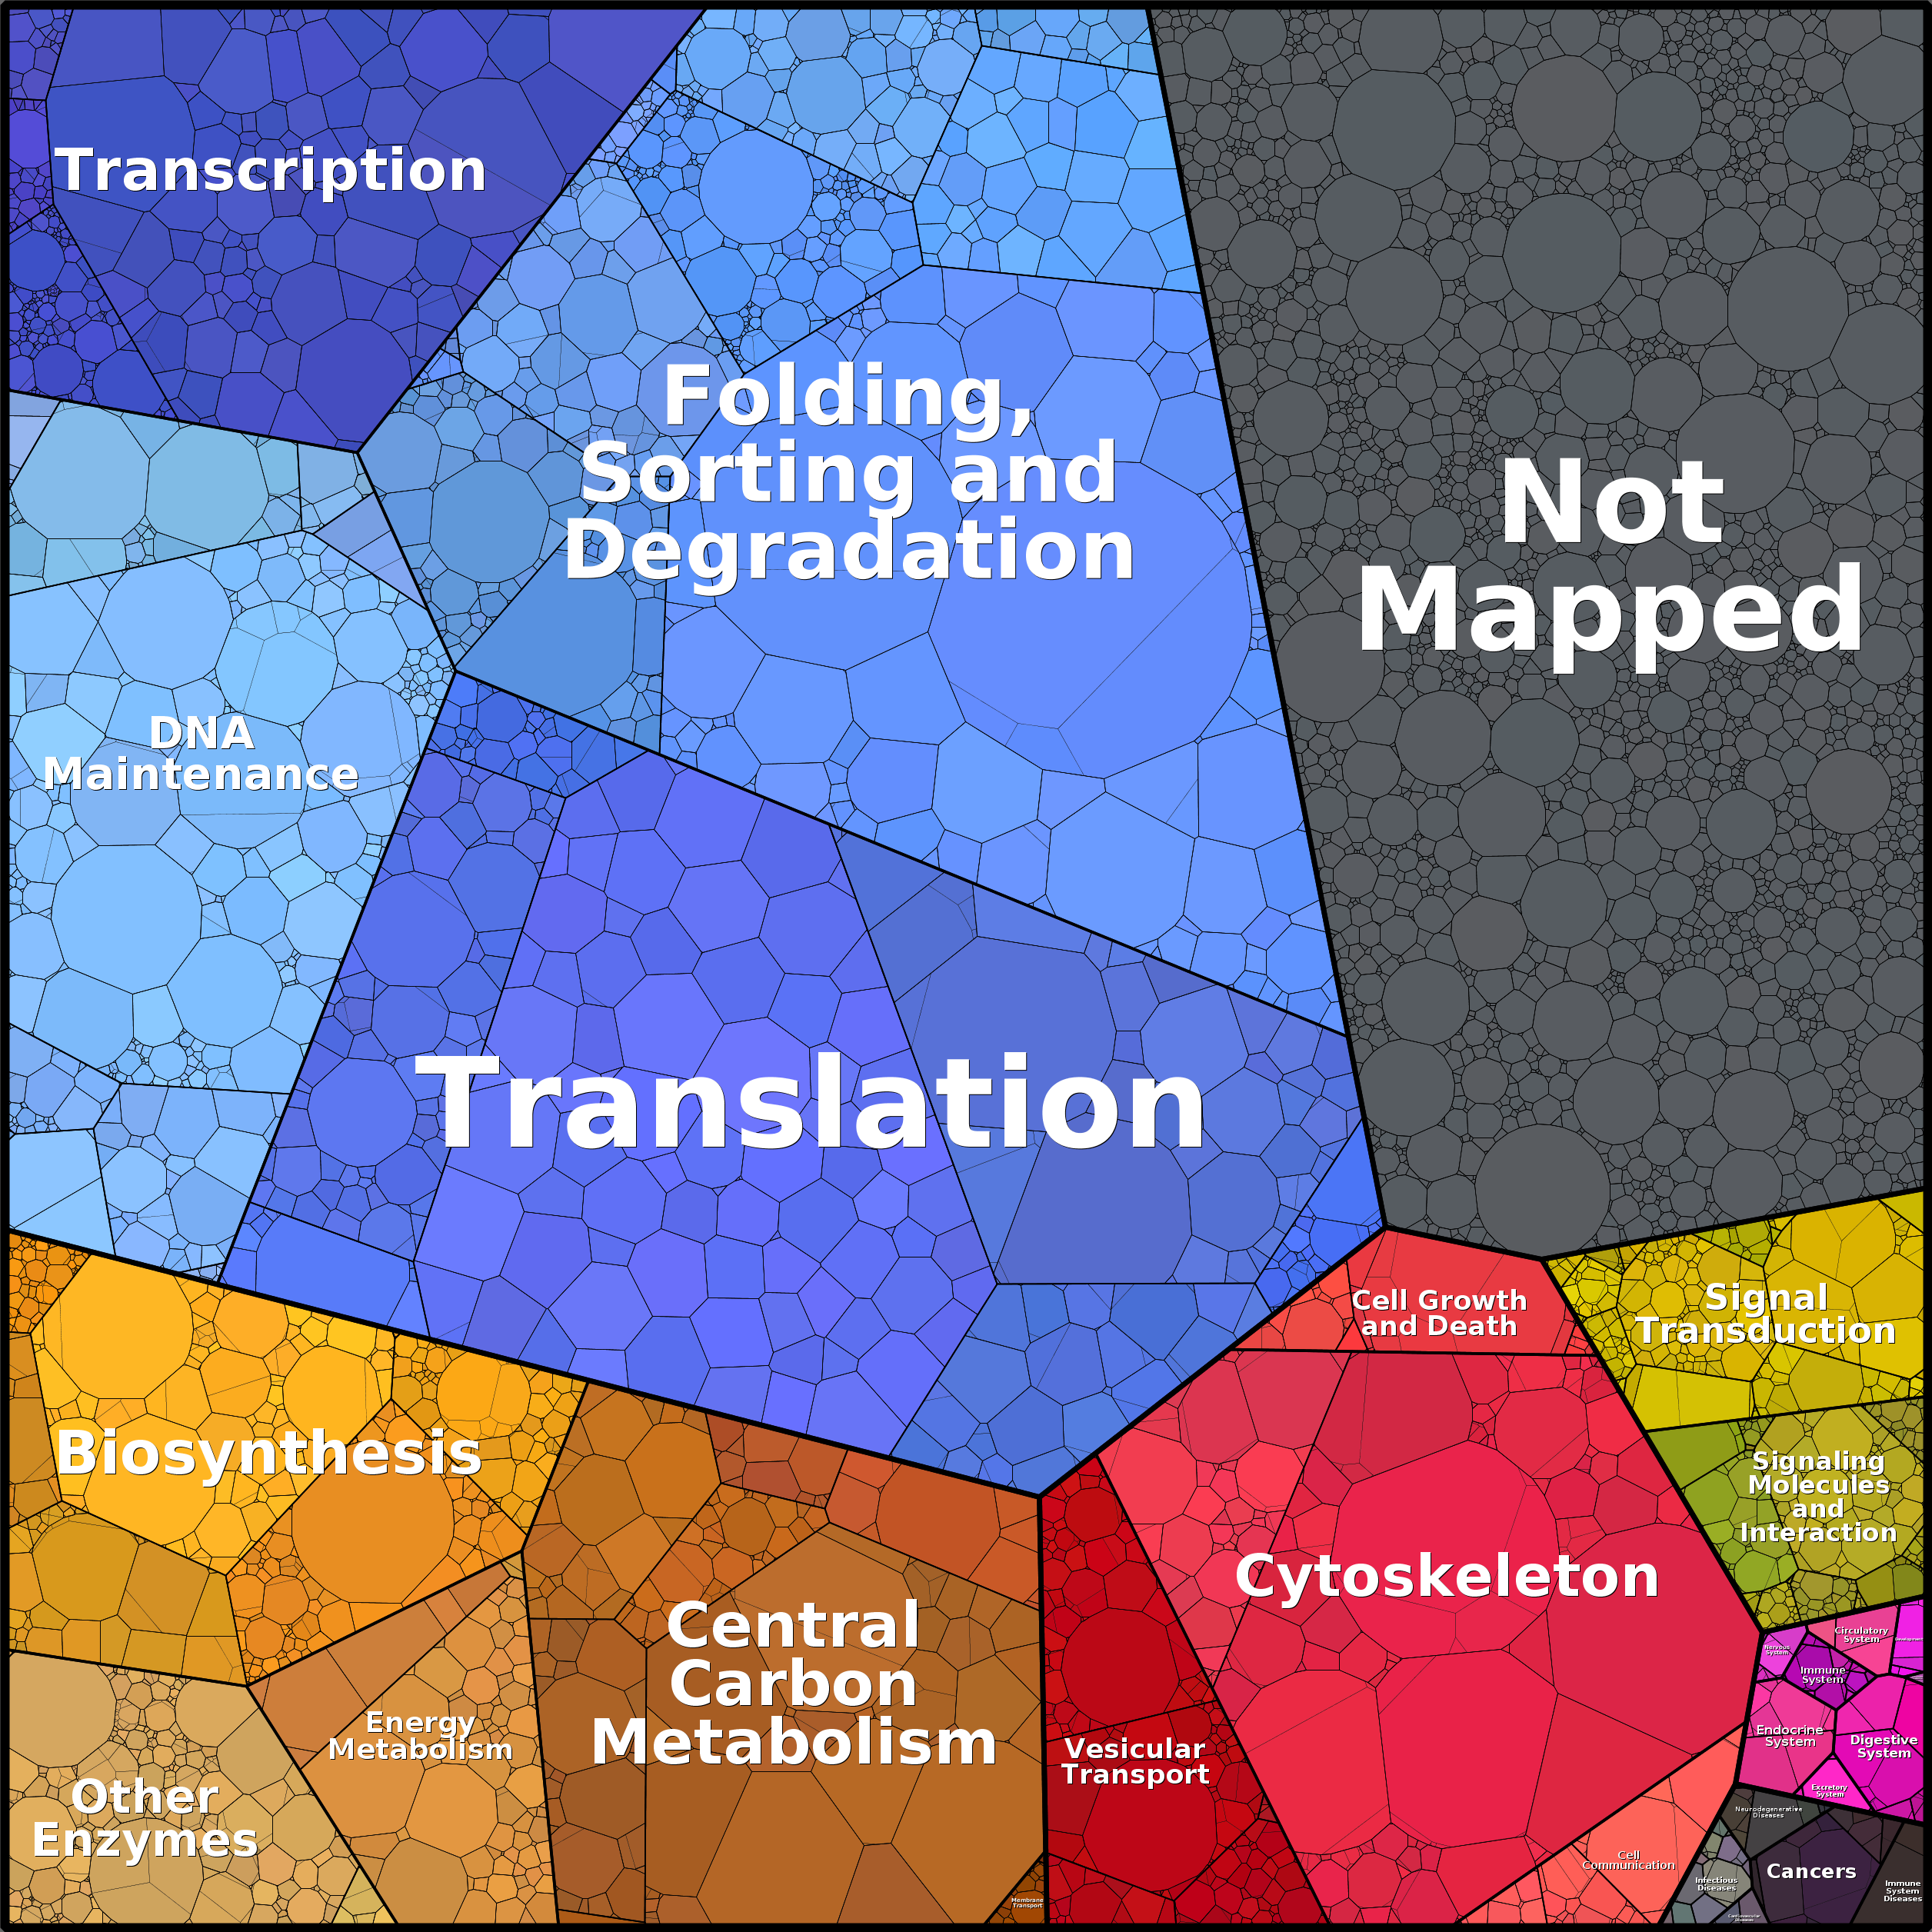 Transcription
Folding,
Sorting and
Degradation
Not
Mapped
DNA
Maintenance
Translation
Cell Growth
and Death
Signal
Transduction
Biosynthesis
Signaling
Molecules
and
Interaction
Cytoskeleton
Central
Carbon
Metabolism
Circulatory
System
Nervous
System
Immune
System
Energy
Metabolism
Endocrine
System
Digestive
System
Vesicular
Transport
Excretory
System
Other
Enzymes
Neurodegenerative
Diseases
Cell
Communication
Cancers
Infectious
Diseases
Immune
System
Diseases
Membrane
Transport
Cardiovascular
Diseases